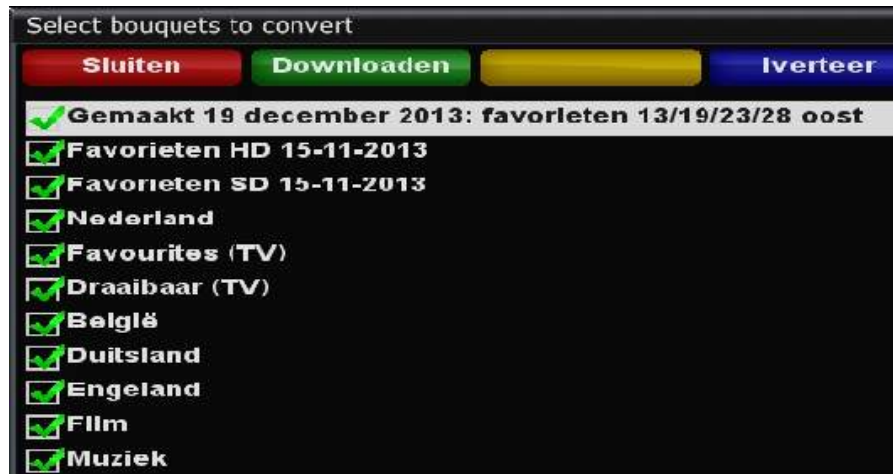 Select bouquets to convert
Sluiten Downloaden Iverteer
Gemaakt 19 december 2013: favorieten 13/19/23/28 oost
Favorieten HD 15-11-2013
Favorieten SD 15-11-2013
Nederland
Favourites (TV)
Draaibaar (TV)
België
Duitsland
Engeland
Film
Muziek